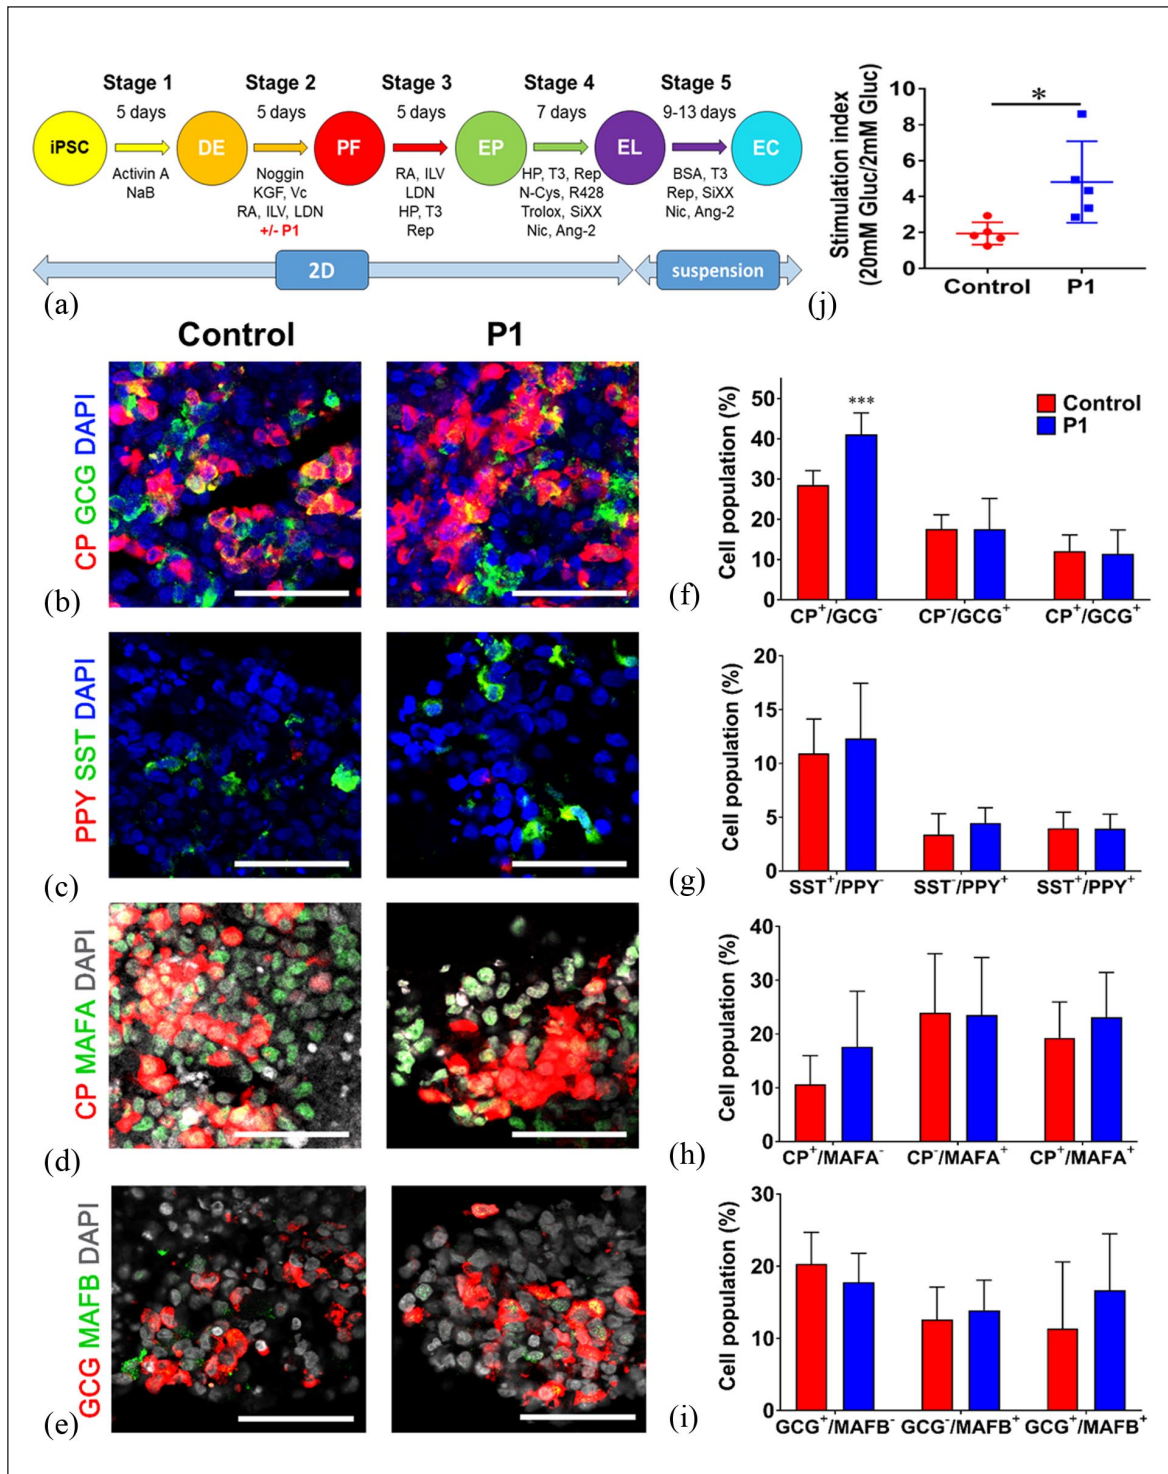 Stage 1 Stage 2 Stage 3 Stage 4 Stage 5
5 days 5 days 5 days 7 days 9-13 days
iPSC DE PF EP EL EC
Activin A
NaB
Noggin
KGF, Vc
RA, ILV, LDN
+/- P1
RA, ILV
LDN
HP, T3
Rep
HP, T3, Rep
N-Cys, R428
Trolox, SiXX
Nic, Ang-2
BSA, T3
Rep, SiXX
Nic, Ang-2
2D suspension
(a)
Stimulation index
(20mM Gluc/2mM Gluc)
10
8
6
4
2
0
*
Control P1
(j)
Control P1
CP GCG DAPI
(b)
Cell population (%)
50
40
30
20
10
0
***
Control
P1
CP+/GCG- CP-/GCG+ CP+/GCG+
(f)
PPY SST DAPI
(c)
Cell population (%)
20
15
10
5
0
SST+/PPY- SST-/PPY+ SST+/PPY+
(g)
CP MAFA DAPI
(d)
Cell population (%)
40
30
20
10
0
CP+/MAFA- CP-/MAFA+ CP+/MAFA+
(h)
GCG MAFB DAPI
(e)
Cell population (%)
30
20
10
0
GCG+/MAFB- GCG-/MAFB+ GCG+/MAFB+
(i)